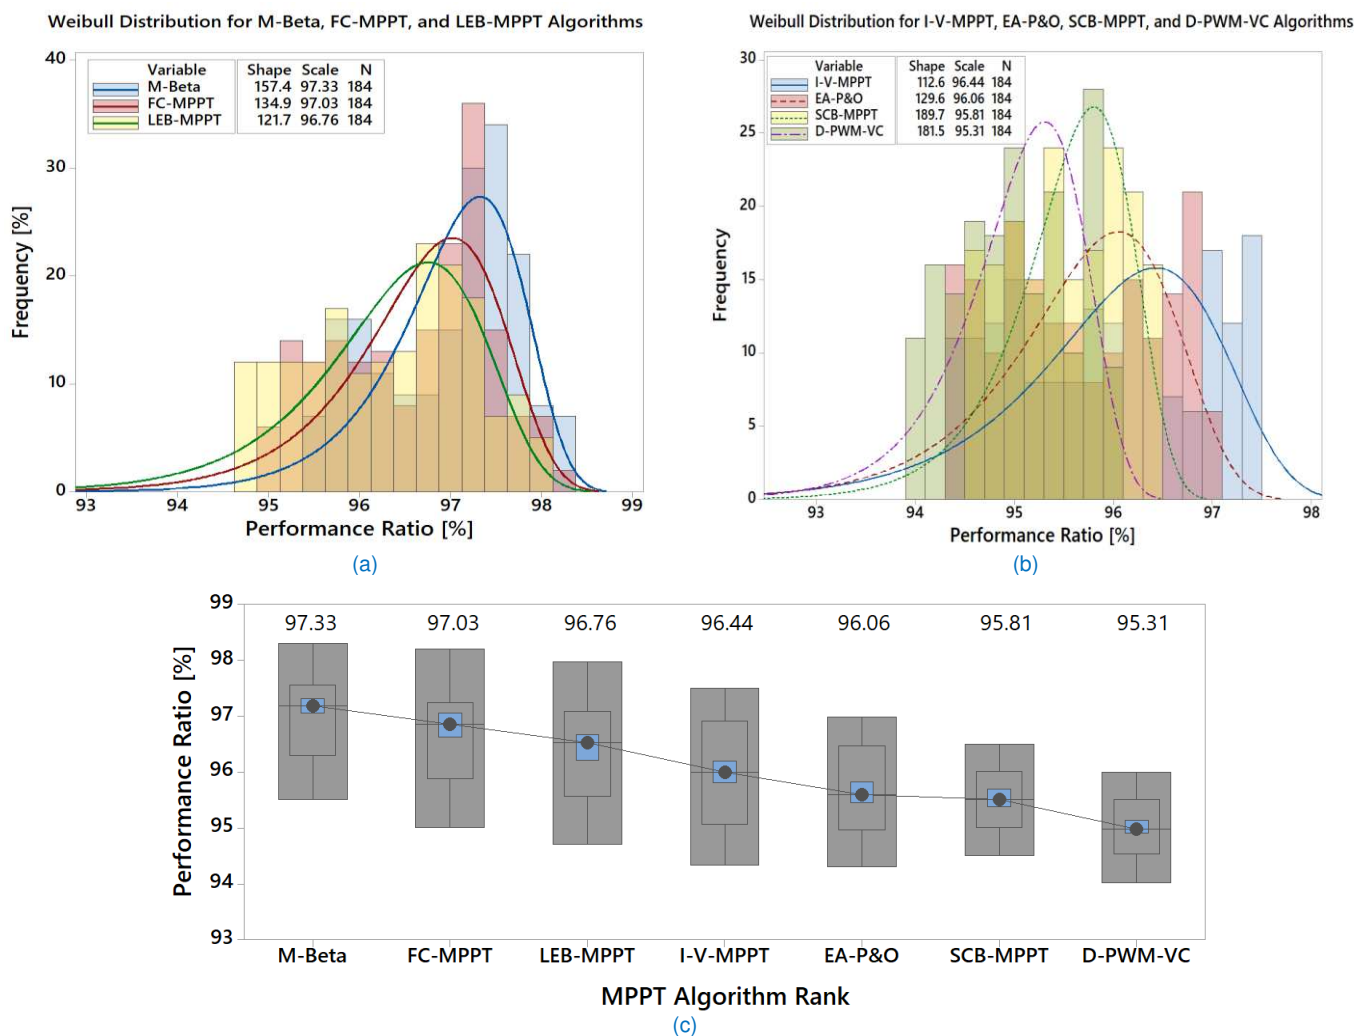 Weibull Distribution for M-Beta, FC-MPPT, and LEB-MPPT Algorithms
Variable Shape Scale N
M-Beta 157.4 97.33 184
FC-MPPT 134.9 97.03 184
LEB-MPPT 121.7 96.76 184
Frequency [%]
40
30
20
10
0
93 94 95 96 97 98 99
Performance Ratio [%]
(a)
Weibull Distribution for I-V-MPPT, EA-P&O, SCB-MPPT, and D-PWM-VC Algorithms
Variable Shape Scale N
I-V-MPPT 112.6 96.44 184
EA-P&O 129.6 96.06 184
SCB-MPPT 189.7 95.81 184
D-PWM-VC 181.5 95.31 184
Frequency
30
25
20
15
10
5
0
93 94 95 96 97 98
Performance Ratio [%]
(b)
Performance Ratio [%]
99
98
97
96
95
94
93
97.33 97.03 96.76 96.44 96.06 95.81 95.31
M-Beta FC-MPPT LEB-MPPT I-V-MPPT EA-P&O SCB-MPPT D-PWM-VC
MPPT Algorithm Rank
(c)